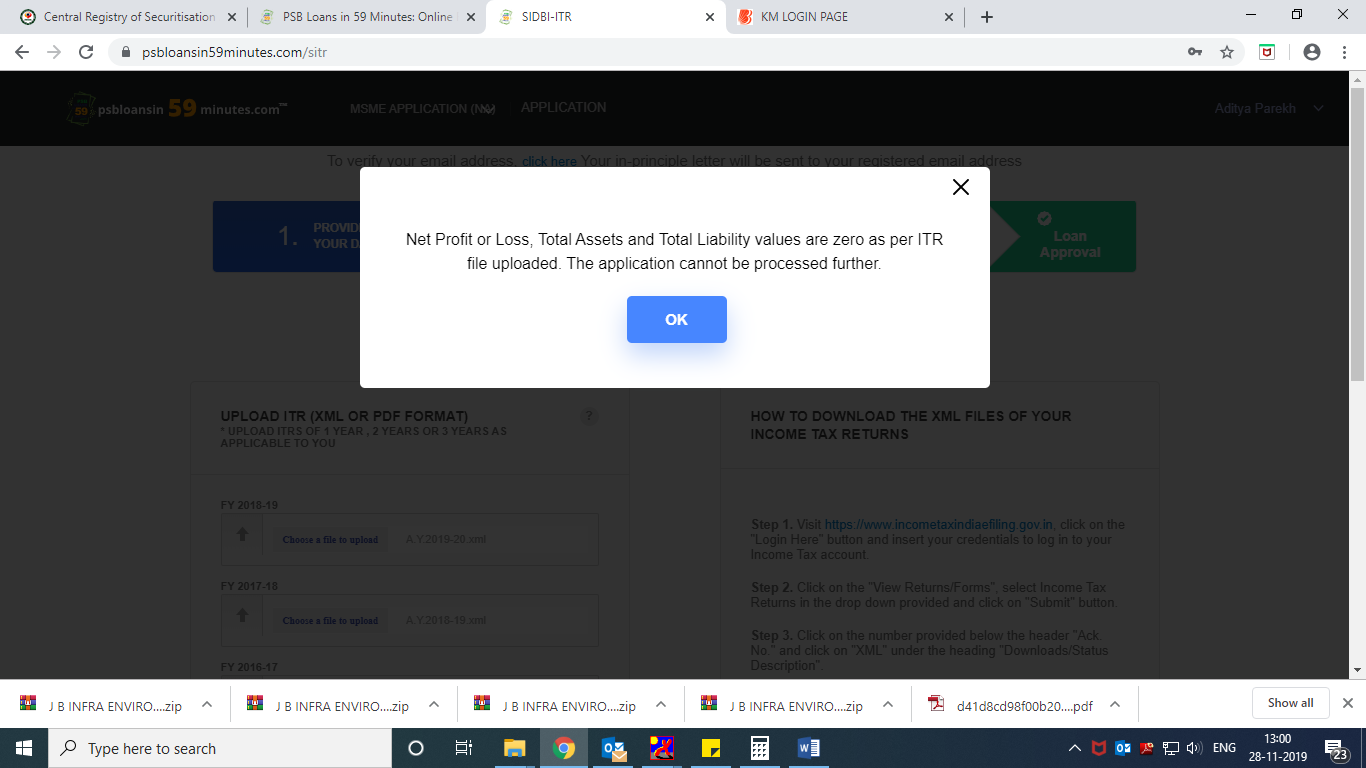 Central Registry of Securitisation
PSB Loans in 59 Minutes: Online
SIDBI-ITR
KM LOGIN PAGE
psbloansin59minutes.com/sitr
59
psbloansin 59 minutes.com™
MSME APPLICATION
APPLICATION
Aditya Parekh
To verify your email address, click here Your in-principle letter will be sent to your registered email address
1.
YOUR
Loan
Approval
Net Profit or Loss, Total Assets and Total Liability values are zero as per ITR
file uploaded. The application cannot be processed further.
OK
UPLOAD ITR (XML OR PDF FORMAT)
?
* UPLOAD ITRS OF 1 YEAR , 2 YEARS OR 3 YEARS AS
APPLICABLE TO YOU
FY 2018-19
Choose a file to upload
A.Y.2019-20.xml
FY 2017-18
Choose a file to upload
A.Y.2018-19.xml
FY 2016-17
HOW TO DOWNLOAD THE XML FILES OF YOUR
INCOME TAX RETURNS
Step 1. Visit https://www.incometaxindiaefiling.gov.in, click on the
"Login Here" button and insert your credentials to log in to your
Income Tax account.
Step 2. Click on the "View Returns/Forms", select Income Tax
Returns in the drop down provided and click on "Submit" button.
Step 3. Click on the number provided below the header "Ack.
No." and click on "XML" under the heading "Downloads/Status
Description".
J B INFRA ENVIRO....zip
J B INFRA ENVIRO....zip
J B INFRA ENVIRO....zip
J B INFRA ENVIRO....zip
d41d8cd98f00b20....pdf
Show all
Type here to search
ENG
13:00
28-11-2019
23